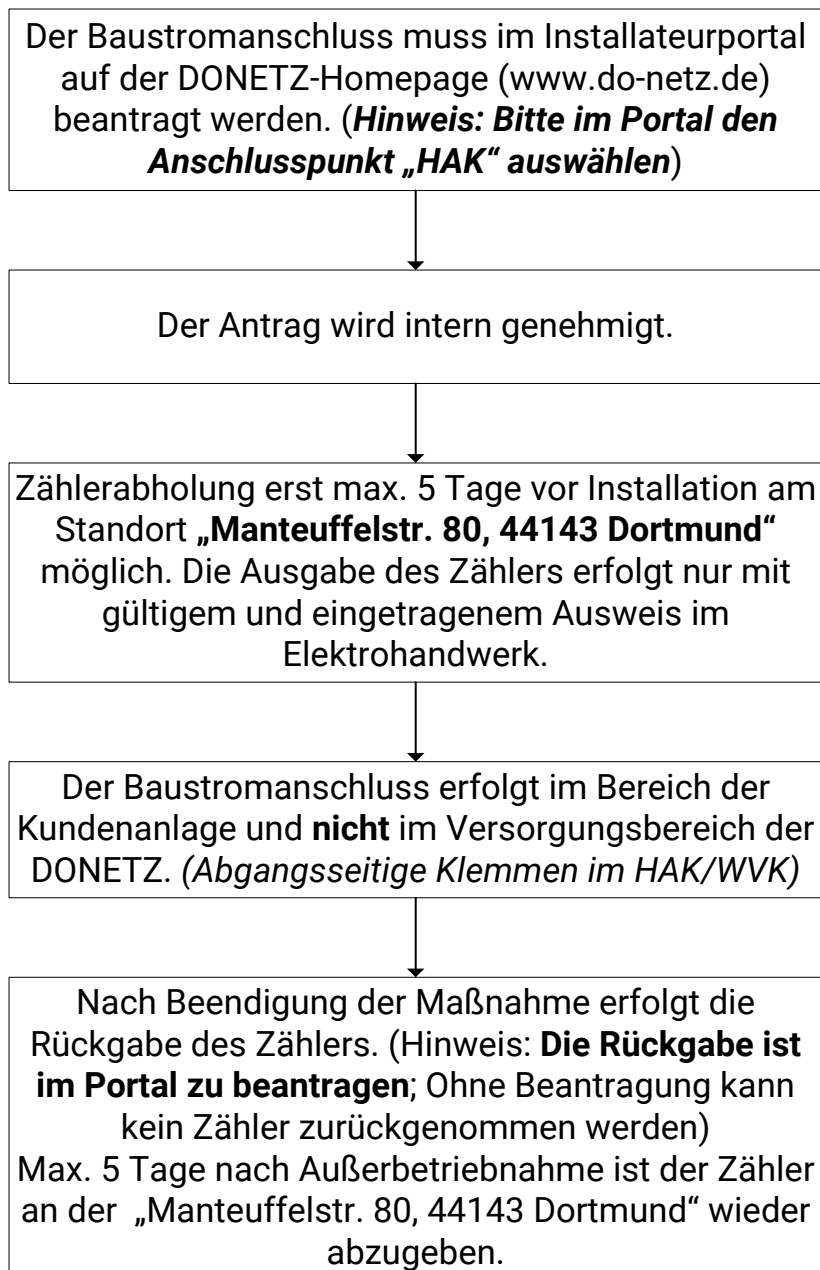 Der Baustromanschluss muss im Installateurportal
auf der DONETZ-Homepage (www.do-netz.de)
beantragt werden. (Hinweis: Bitte im Portal den
Anschlusspunkt „HAK“ auswählen)
Der Antrag wird intern genehmigt.
Zählerabholung erst max. 5 Tage vor Installation am
Standort „Manteuffelstr. 80, 44143 Dortmund“
möglich. Die Ausgabe des Zählers erfolgt nur mit
gültigem und eingetragenem Ausweis im
Elektrohandwerk.
Der Baustromanschluss erfolgt im Bereich der
Kundenanlage und nicht im Versorgungsbereich der
DONETZ. (Abgangsseitige Klemmen im HAK/WVK)
Nach Beendigung der Maßnahme erfolgt die
Rückgabe des Zählers. (Hinweis: Die Rückgabe ist
im Portal zu beantragen; Ohne Beantragung kann
kein Zähler zurückgenommen werden)
Max. 5 Tage nach Außerbetriebnahme ist der Zähler
an der „Manteuffelstr. 80, 44143 Dortmund“ wieder
abzugeben.